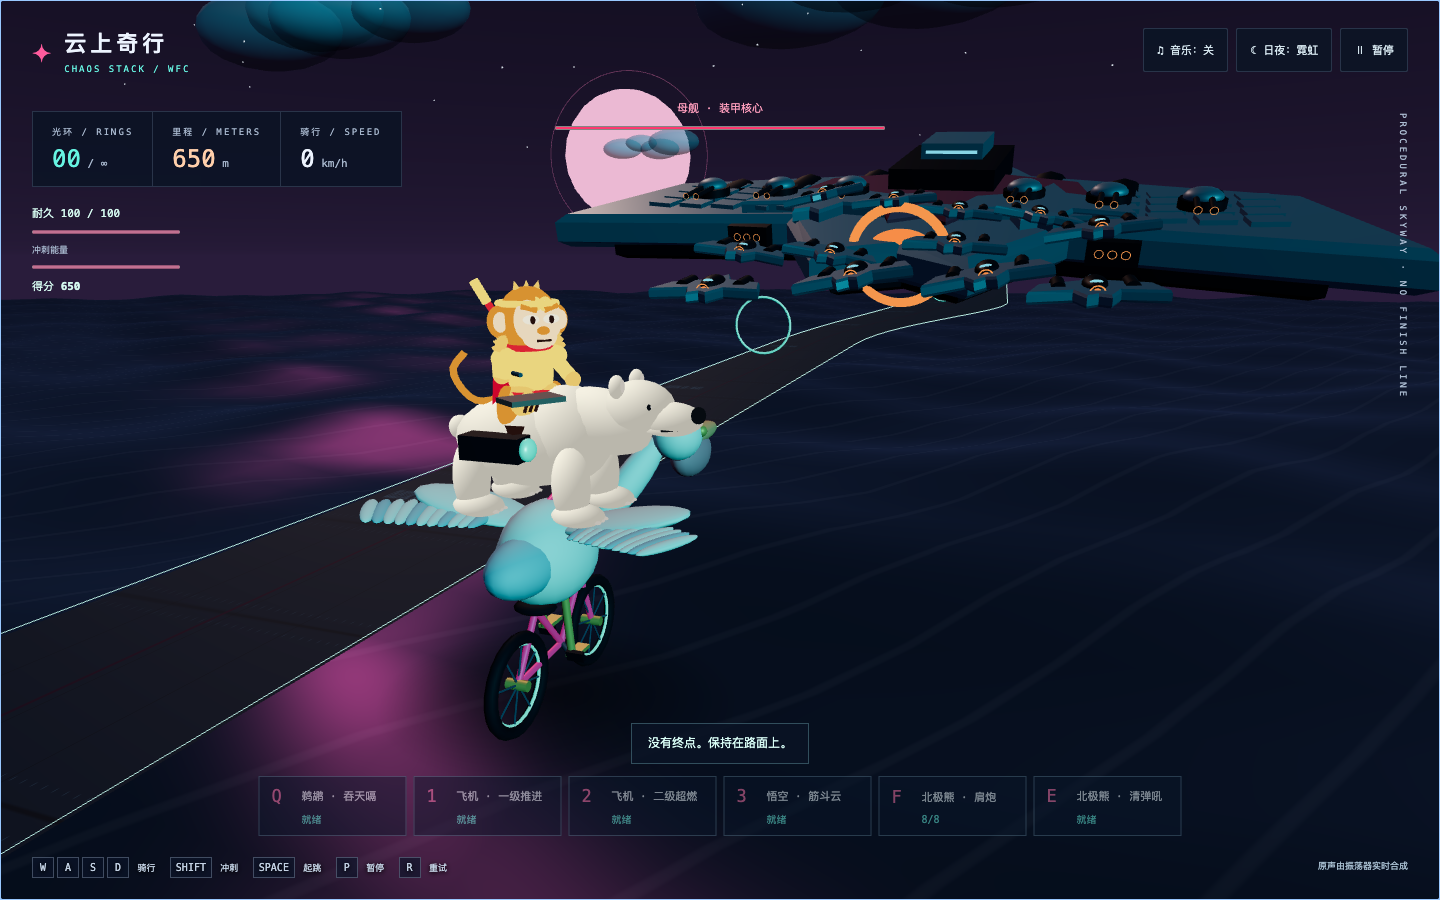 云上奇行
CHAOS STACK / WFC
♫ 音乐: 关
☾ 日夜: 霓虹
⏸ 暂停
光环 / RINGS
00 / ∞
里程 / METERS
650 m
骑行 / SPEED
0 km/h
耐久 100 / 100
冲刺能量
得分 650
母舰 · 装甲核心
PROCEDURAL SKYWAY · NO FINISH LINE
没有终点。保持在路面上。
Q 鹈鹕 · 吞天嗝
就绪
1 飞机 · 一级推进
就绪
2 飞机 · 二级超燃
就绪
3 悟空 · 筋斗云
就绪
F 北极熊 · 肩炮
8/8
E 北极熊 · 清弹吼
就绪
W A S D 骑行 SHIFT 冲刺 SPACE 起跳 P 暂停 R 重试
原声由振荡器实时合成